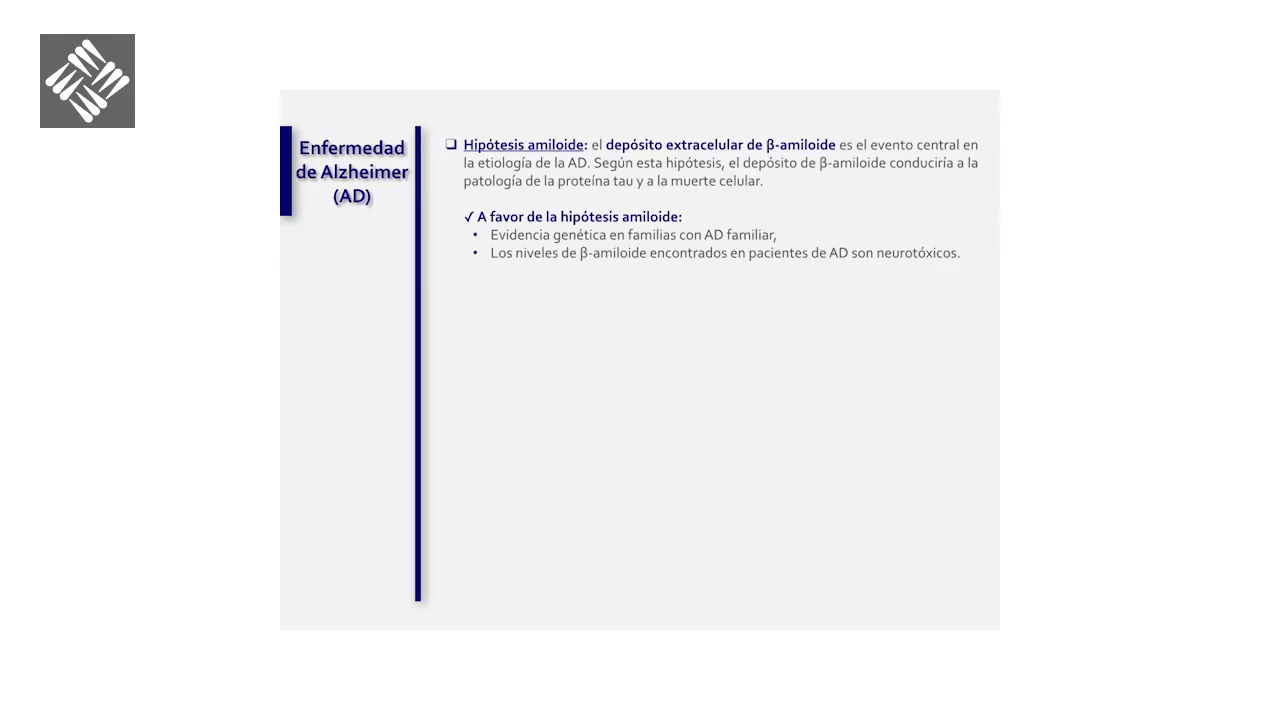 Enfermedad
de Alzheimer
(AD)
❑ Hipótesis amiloide: el depósito extracelular de β-amiloide es el evento central en
la etiología de la AD. Según esta hipótesis, el depósito de β-amiloide conduciría a la
patología de la proteína tau y a la muerte celular.
✓ A favor de la hipótesis amiloide:
• Evidencia genética en familias con AD familiar,
• Los niveles de β-amiloide encontrados en pacientes de AD son neurotóxicos.